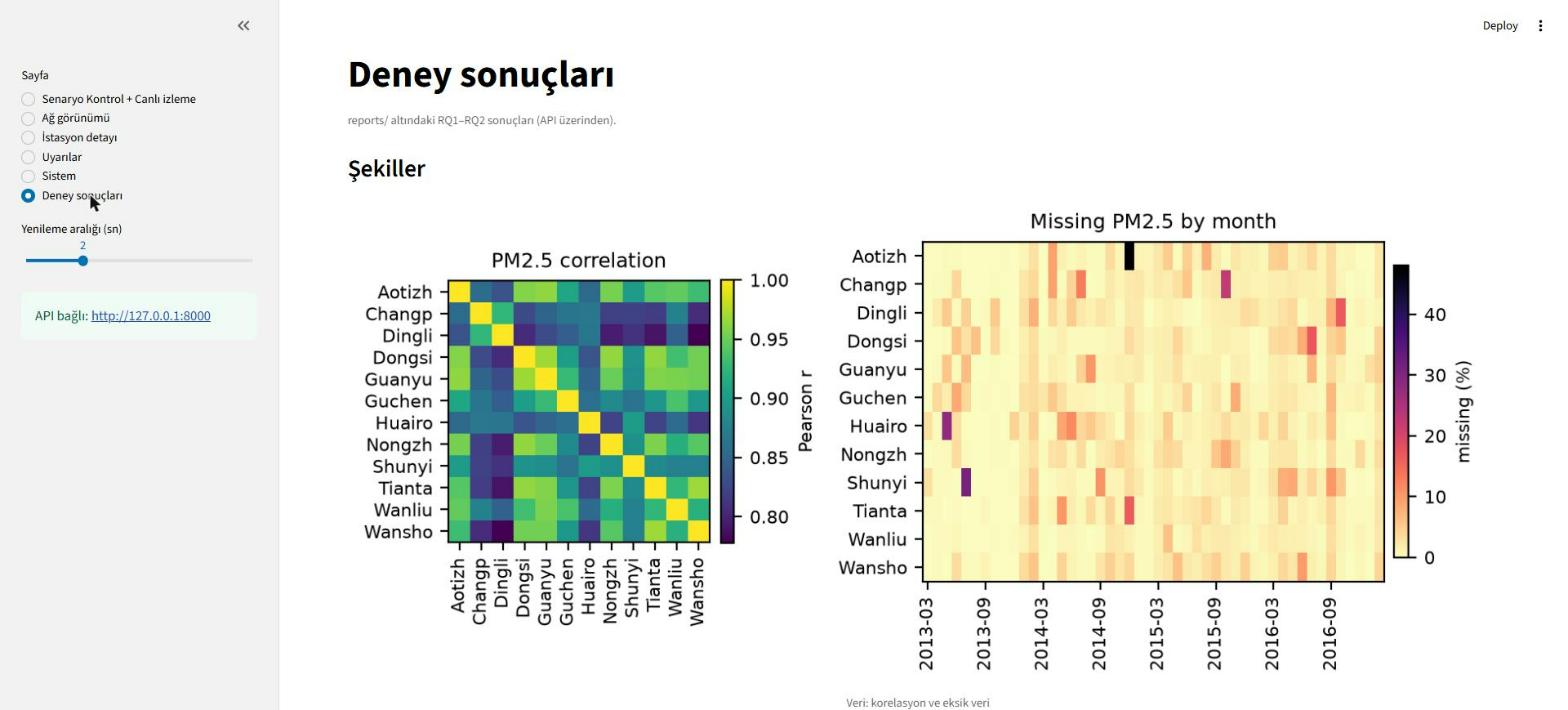 Deploy
Sayfa
Senaryo Kontrol + Canlı izleme
Ağ görünümü
İstasyon detayı
Uyarılar
Sistem
Deney sonuçları
Yenileme aralığı (sn)
2
API bağlı: http://127.0.0.1:8000
Deney sonuçları
reports/ altındaki RQ1–RQ2 sonuçları (API üzerinden).
Şekiller
PM2.5 correlation
Aotizh
Changp
Dingli
Dongsi
Guanyu
Guchen
Huairo
Nongzh
Shunyi
Tianta
Wanliu
Wansho
Aotizh
Changp
Dingli
Dongsi
Guanyu
Guchen
Huairo
Nongzh
Shunyi
Tianta
Wanliu
Wansho
1.00
0.95
0.90
0.85
0.80
Pearson r
Missing PM2.5 by month
Aotizh
Changp
Dingli
Dongsi
Guanyu
Guchen
Huairo
Nongzh
Shunyi
Tianta
Wanliu
Wansho
2013-03
2013-09
2014-03
2014-09
2015-03
2015-09
2016-03
2016-09
40
30
20
10
0
missing (%)
Veri: korelasyon ve eksik veri